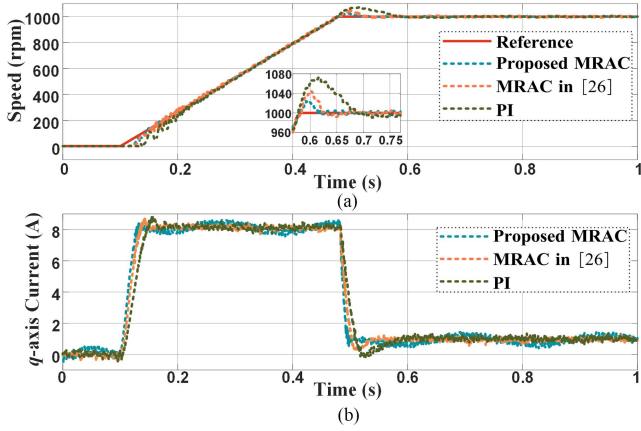 1000
800
600
400
200
0
Speed (rpm)
Reference
Proposed MRAC
MRAC in [26]
PI
1080
1040
1000
960
0.6
0.65
0.7
0.75
0
0.2
0.4
0.6
0.8
1
Time (s)
(a)
8
6
4
2
0
q-axis Current (A)
Proposed MRAC
MRAC in [26]
PI
0
0.2
0.4
0.6
0.8
1
Time (s)
(b)